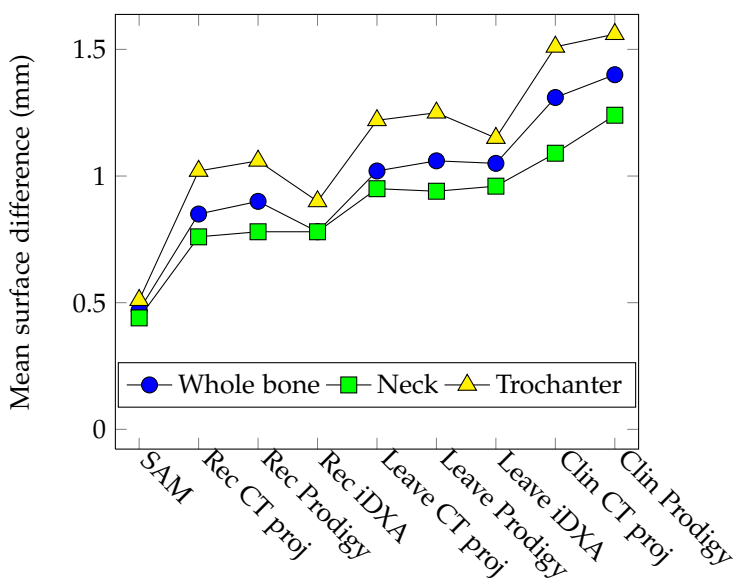 Mean surface difference (mm)
1.5
1
0.5
0
Whole bone Neck Trochanter
SAM
Rec CT proj
Rec Prodigy
Rec iDXA
Leave CT proj
Leave Prodigy
Leave iDXA
Clin CT proj
Clin Prodigy